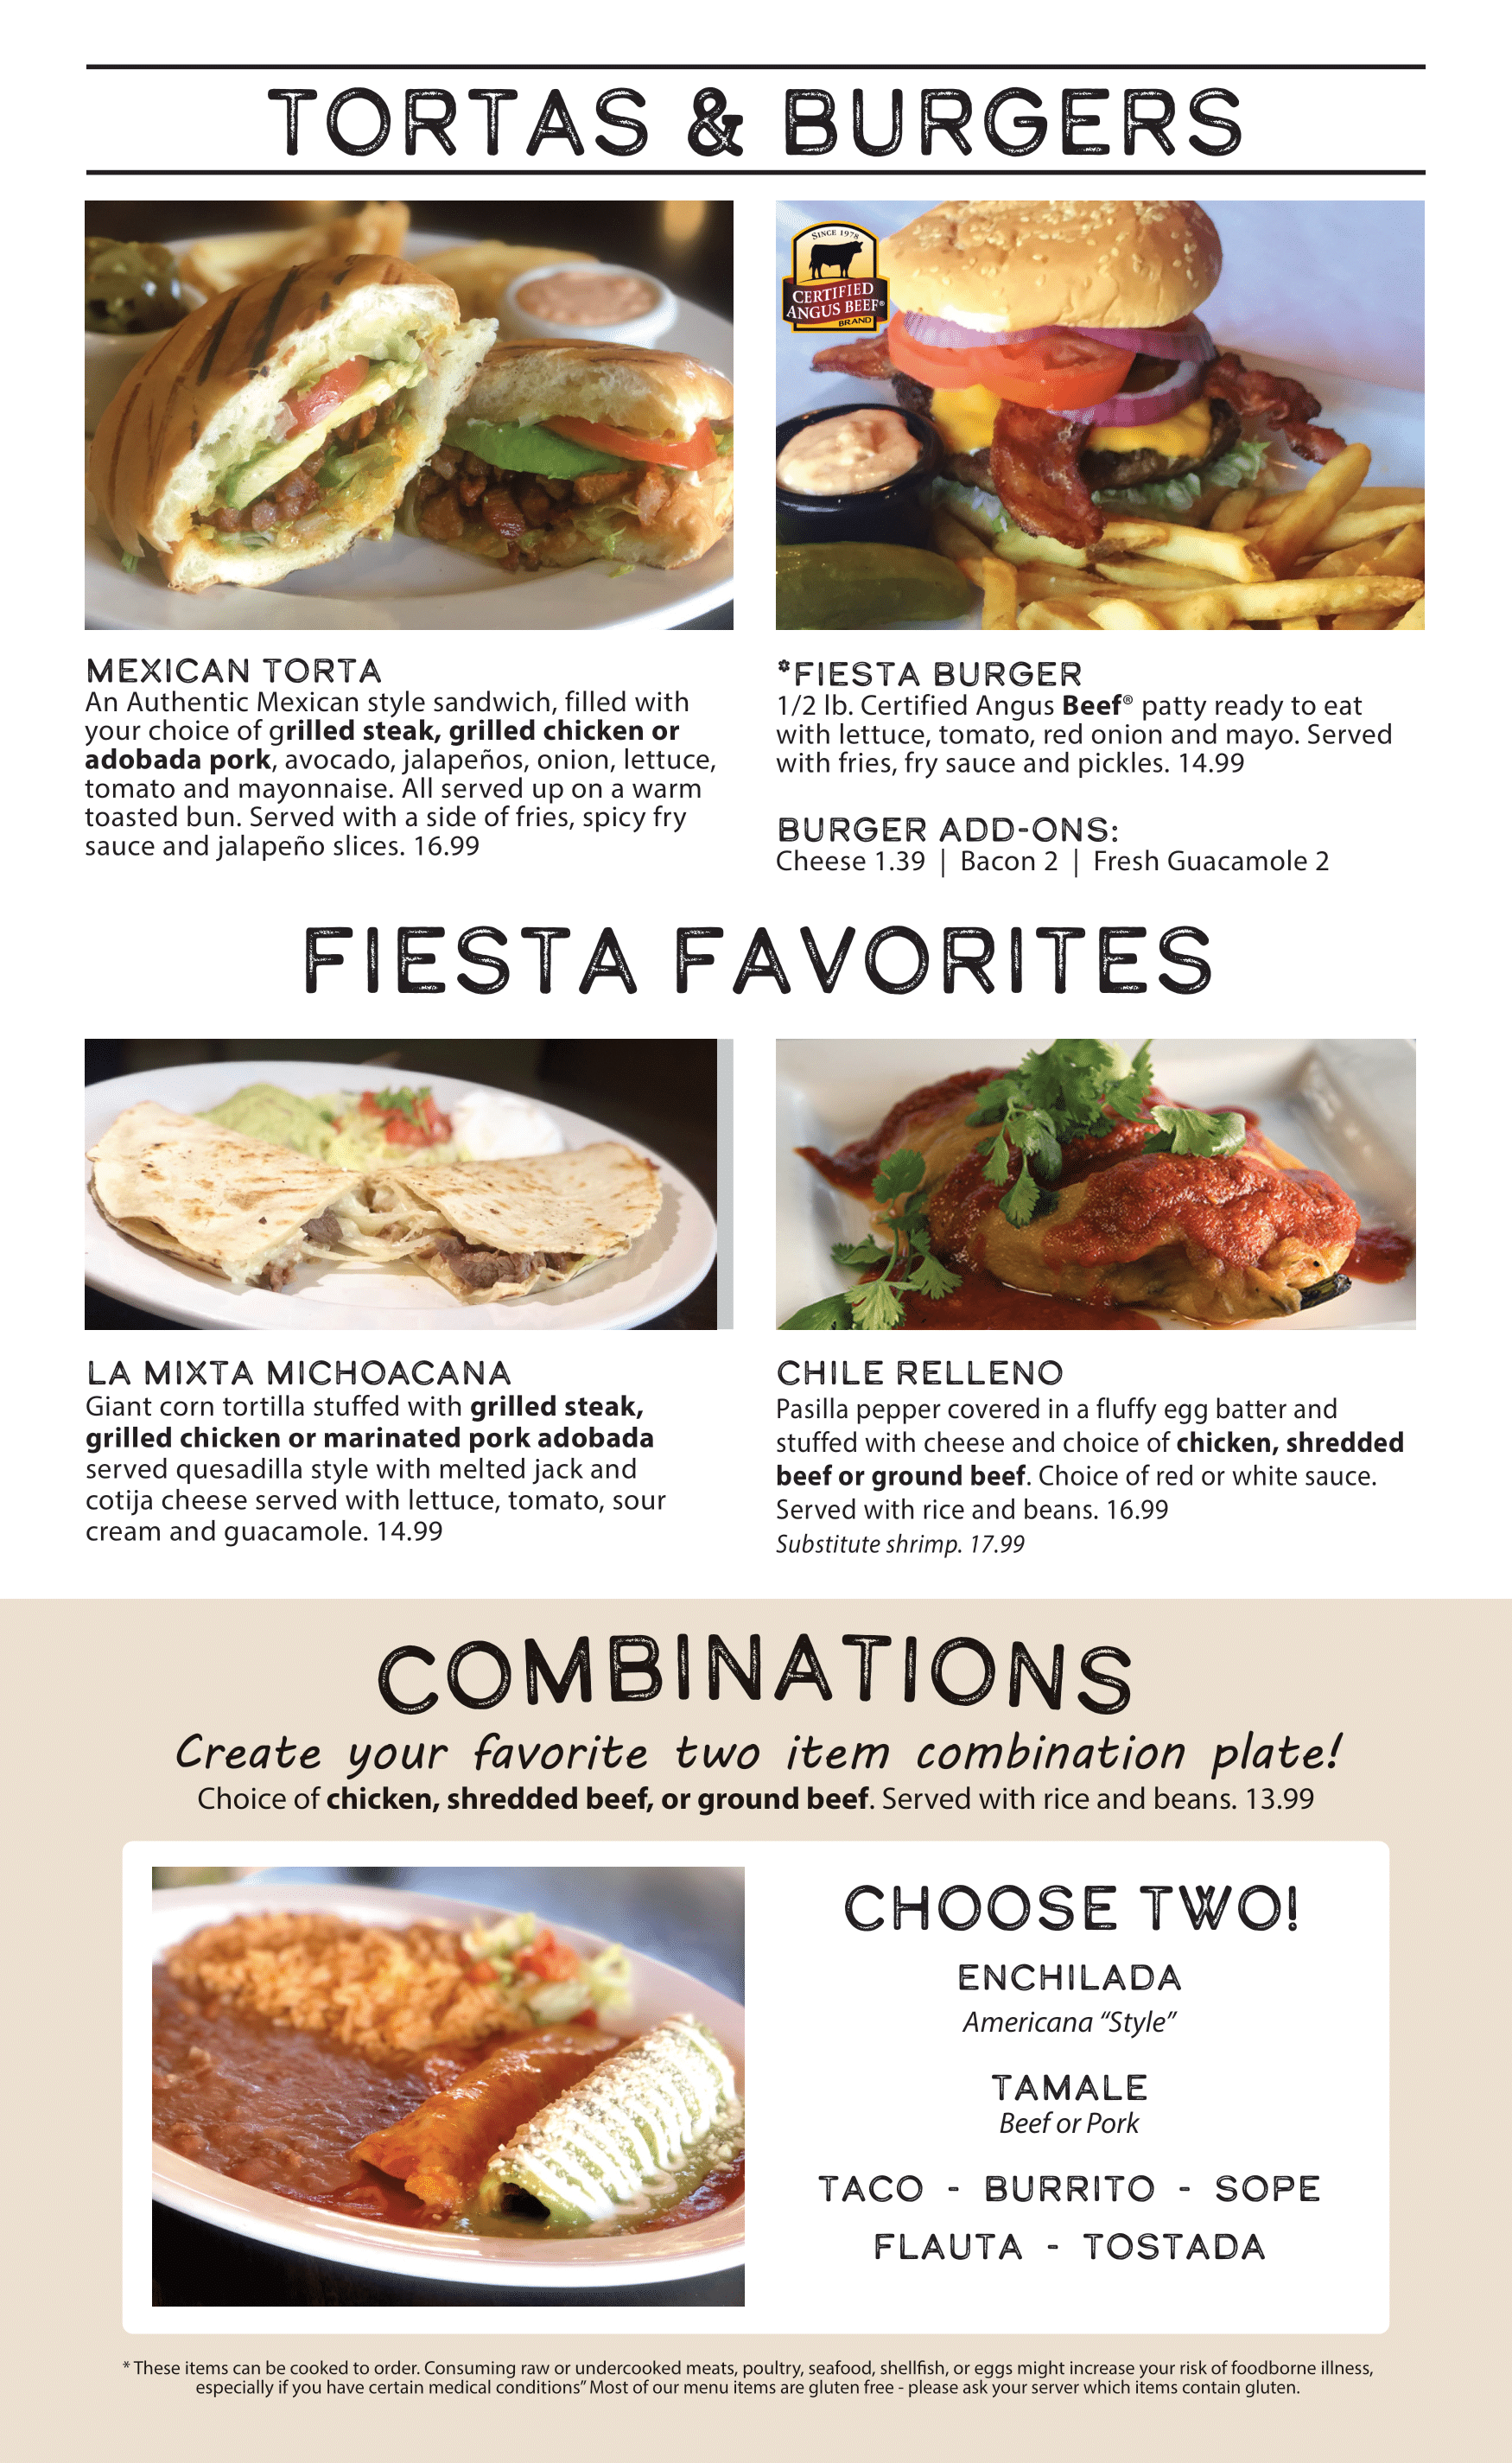 TORTAS & BURGERS
SINCE 1978
CERTIFIED
ANGUS BEEF®
BRAND
MEXICAN TORTA
An Authentic Mexican style sandwich, filled with
your choice of grilled steak, grilled chicken or
adobada pork, avocado, jalapeños, onion, lettuce,
tomato and mayonnaise. All served up on a warm
toasted bun. Served with a side of fries, spicy fry
sauce and jalapeño slices. 16.99
*FIESTA BURGER
1/2 lb. Certified Angus Beef® patty ready to eat
with lettuce, tomato, red onion and mayo. Served
with fries, fry sauce and pickles. 14.99
BURGER ADD-ONS:
Cheese 1.39 | Bacon 2 | Fresh Guacamole 2
FIESTA FAVORITES
LA MIXTA MICHOACANA
Giant corn tortilla stuffed with grilled steak,
grilled chicken or marinated pork adobada
served quesadilla style with melted jack and
cotija cheese served with lettuce, tomato, sour
cream and guacamole. 14.99
CHILE RELLENO
Pasilla pepper covered in a fluffy egg batter and
stuffed with cheese and choice of chicken, shredded
beef or ground beef. Choice of red or white sauce.
Served with rice and beans. 16.99
Substitute shrimp. 17.99
COMBINATIONS
Create your favorite two item combination plate!
Choice of chicken, shredded beef, or ground beef. Served with rice and beans. 13.99
CHOOSE TWO!
ENCHILADA
Americana “Style”
TAMALE
Beef or Pork
TACO - BURRITO - SOPE
FLAUTA - TOSTADA
* These items can be cooked to order. Consuming raw or undercooked meats, poultry, seafood, shellfish, or eggs might increase your risk of foodborne illness,
especially if you have certain medical conditions” Most of our menu items are gluten free - please ask your server which items contain gluten.